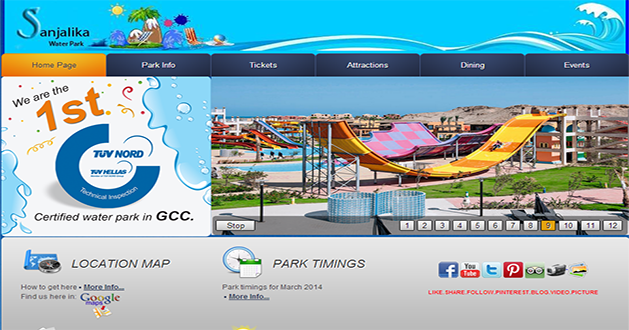 Sanjalika
Water Park
Home Page
Park Info
Tickets
Attractions
Dining
Events
We are the
1st.
TÜV NORD
TÜV HELLAS
Technical Inspection
Certified water park in GCC.
Stop
1 2 3 4 5 6 7 8 9 10 11 12
LOCATION MAP
How to get here • More Info...
Find us here in: Google
maps
PARK TIMINGS
Park timings for March 2014
• More Info...
You
Tube
LIKE.SHARE.FOLLOW.PINTEREST.BLOG.VIDEO.PICTURE